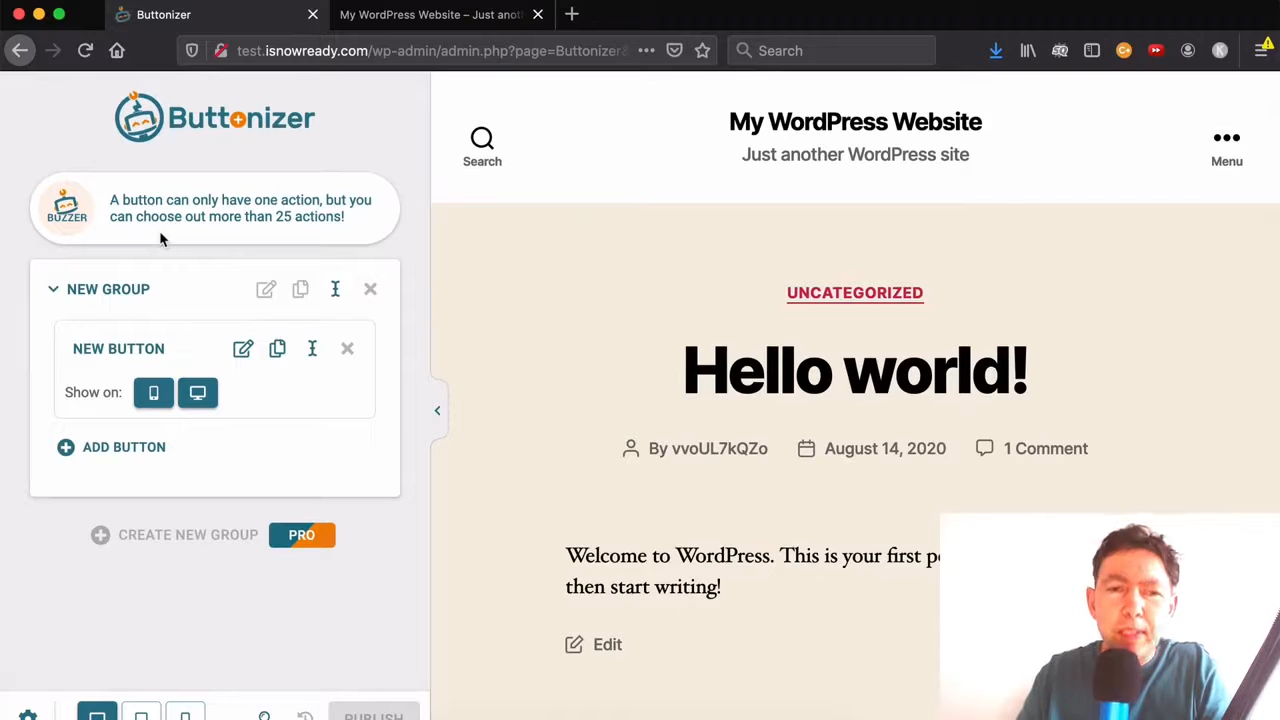 Buttonizer
My WordPress Website – Just anot
test.isnowready.com/wp-admin/admin.php?page=Buttonizer&
Search
Buttonizer
BUZZER
A button can only have one action, but you
can choose out more than 25 actions!
NEW GROUP
NEW BUTTON
Show on:
ADD BUTTON
CREATE NEW GROUP PRO
PUBLISH
Search
My WordPress Website
Just another WordPress site
Menu
UNCATEGORIZED
Hello world!
By vvoUL7kQZo August 14, 2020 1 Comment
Welcome to WordPress. This is your first po
then start writing!
Edit